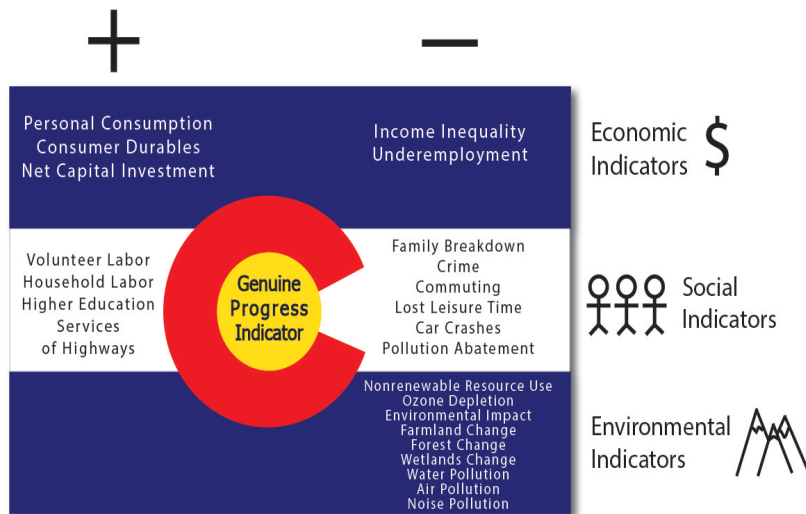 +
−
Personal Consumption
Consumer Durables
Net Capital Investment
Income Inequality
Underemployment
Economic
Indicators $
Volunteer Labor
Household Labor
Higher Education
Services
of Highways
Genuine
Progress
Indicator
Family Breakdown
Crime
Commuting
Lost Leisure Time
Car Crashes
Pollution Abatement
Social
Indicators
Nonrenewable Resource Use
Ozone Depletion
Environmental Impact
Farmland Change
Forest Change
Wetlands Change
Water Pollution
Air Pollution
Noise Pollution
Environmental
Indicators